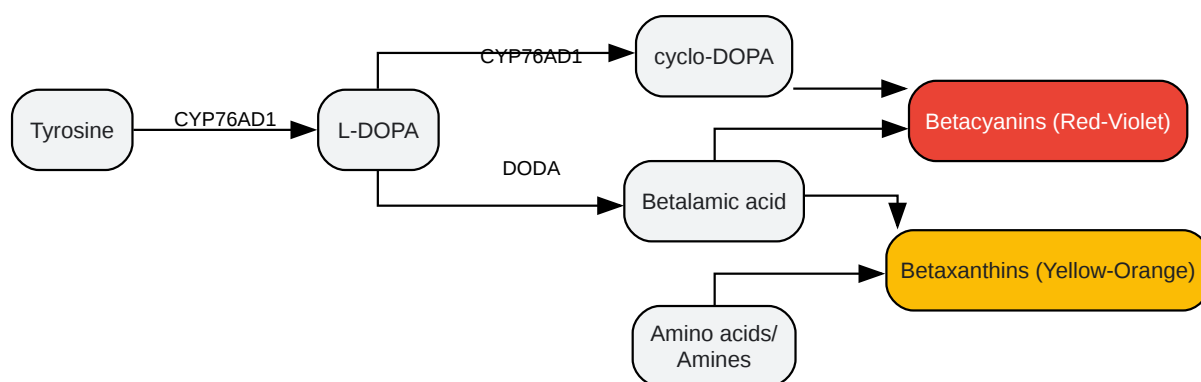 CYP76AD1
cyclo-DOPA
Tyrosine
CYP76AD1
L-DOPA
Betacyanins (Red-Violet)
DODA
Betalamic acid
Betaxanthins (Yellow-Orange)
Amino acids/
Amines